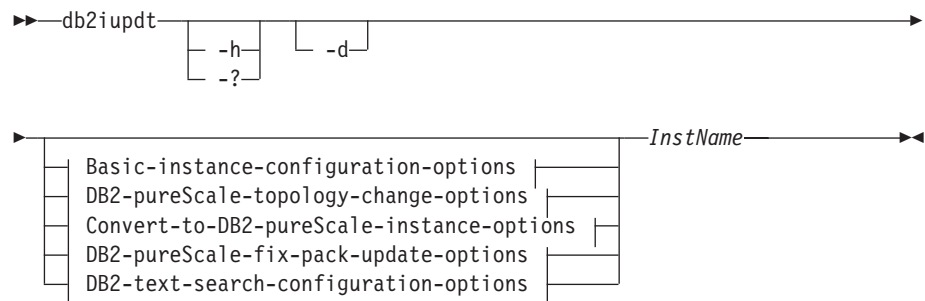 db2iupdt
-h
-d
-?
InstName
Basic-instance-configuration-options
DB2-pureScale-topology-change-options
Convert-to-DB2-pureScale-instance-options
DB2-pureScale-fix-pack-update-options
DB2-text-search-configuration-options